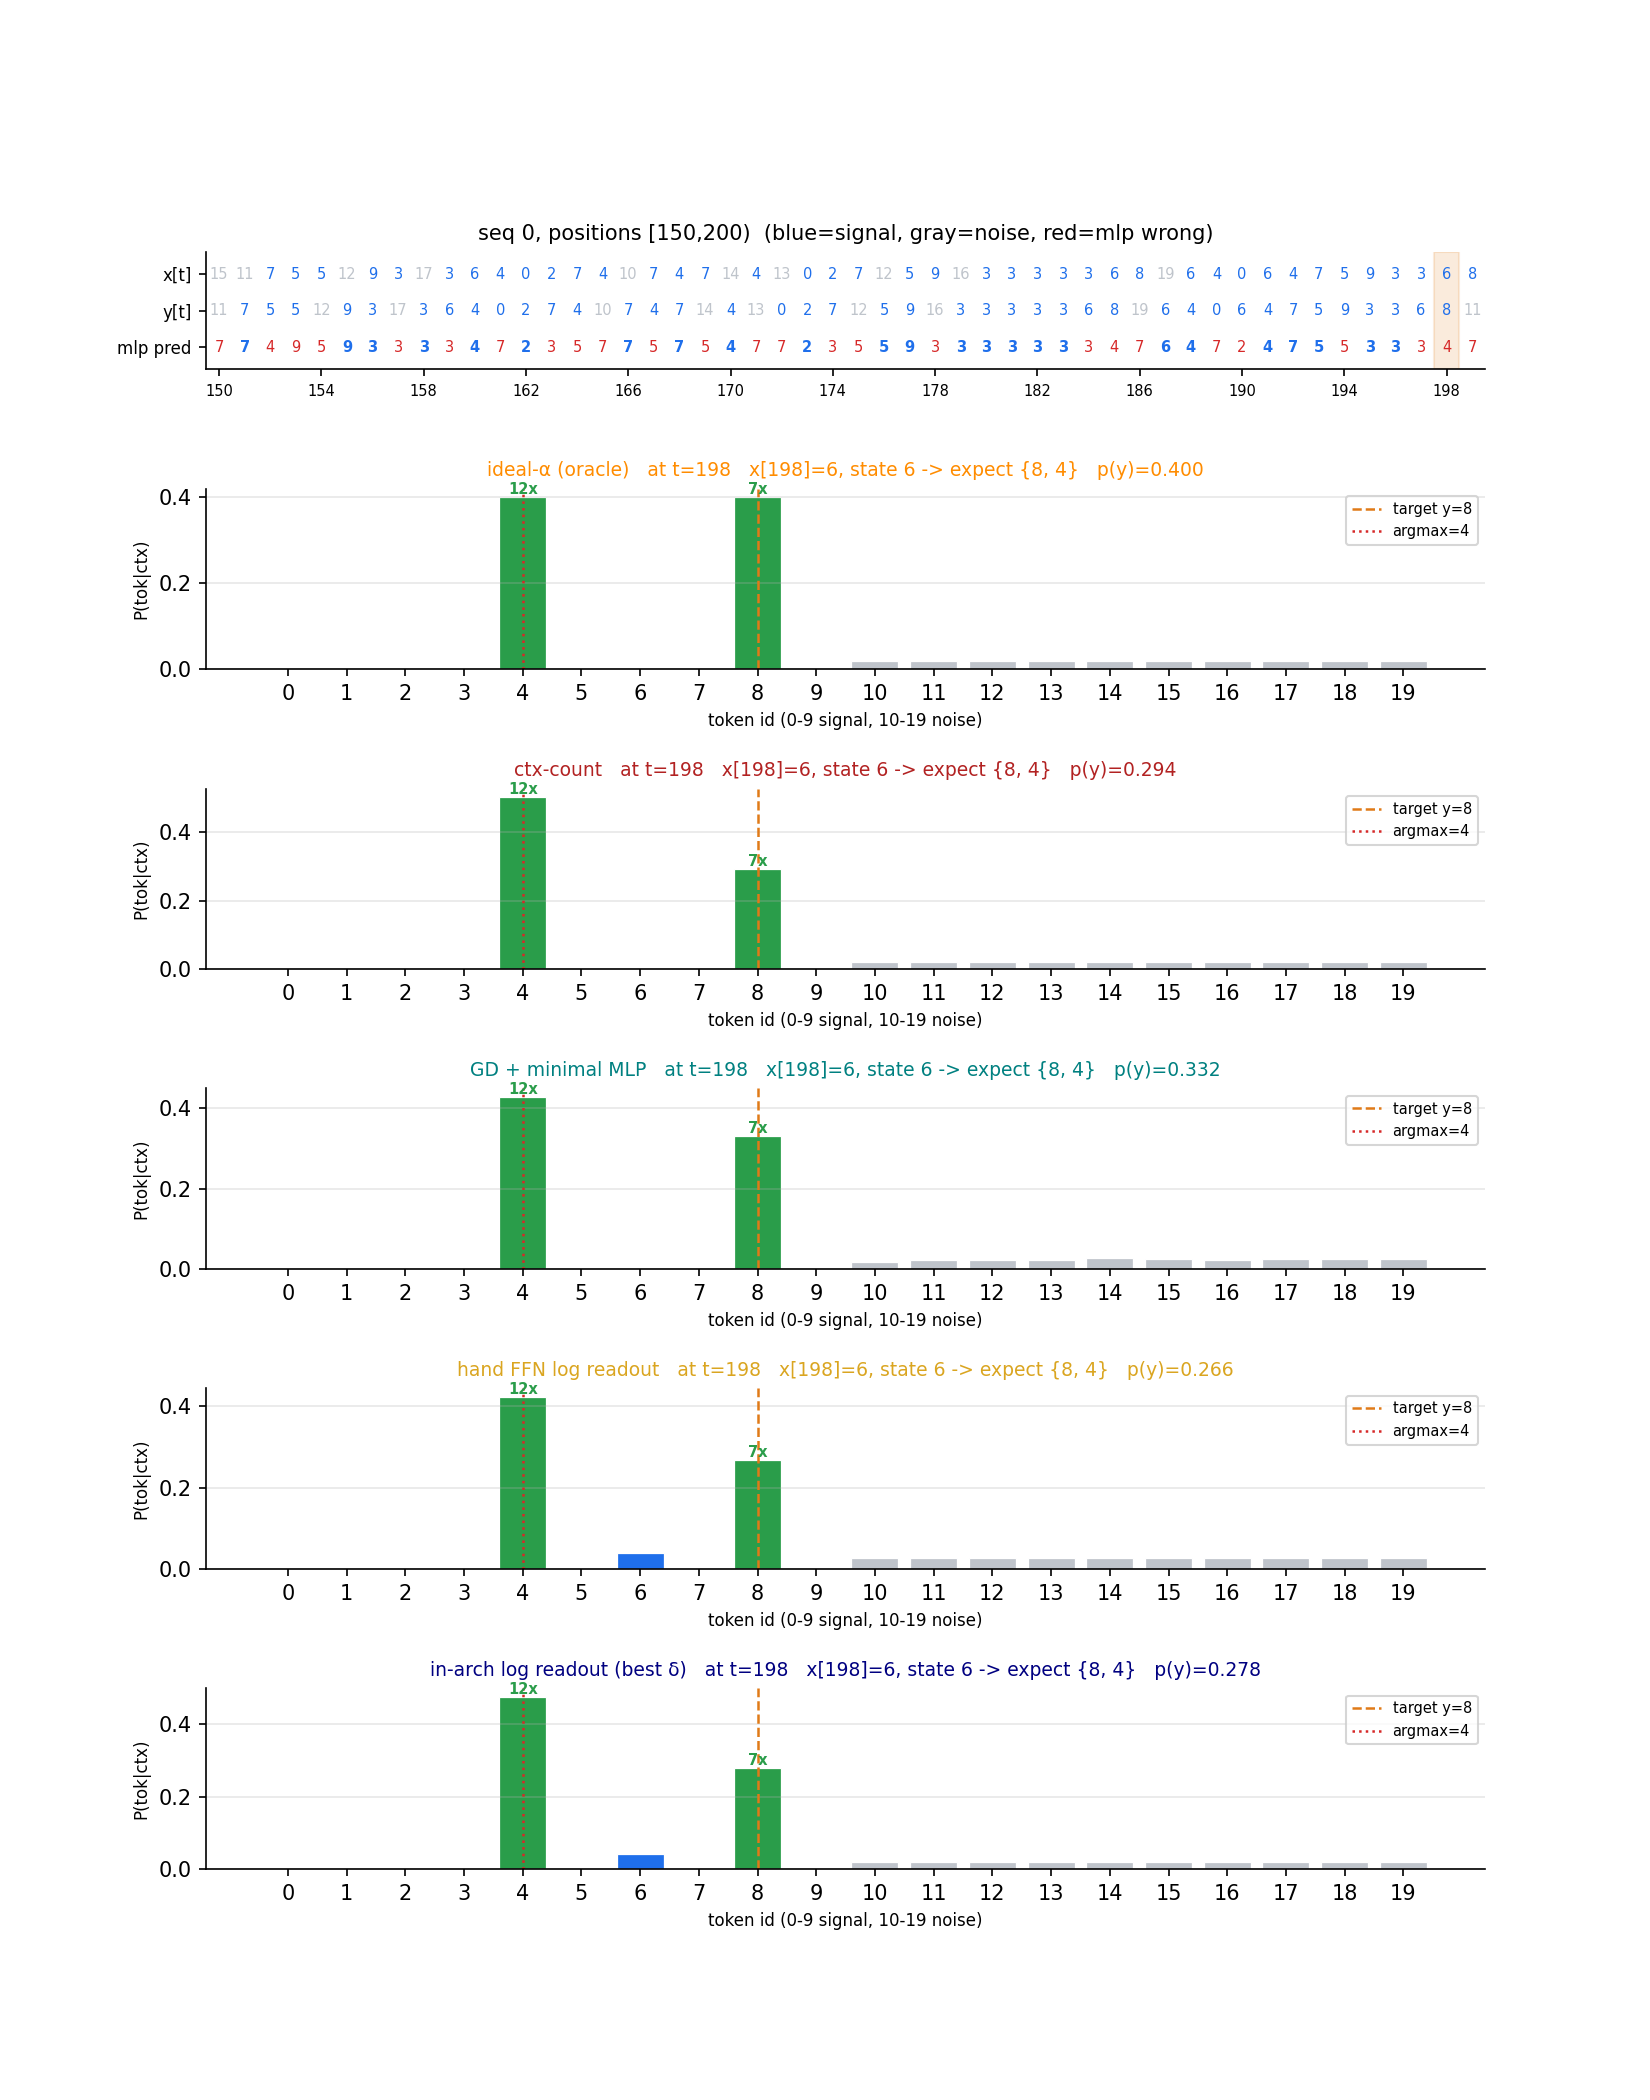 seq 0, positions [150,200)  (blue=signal, gray=noise, red=mlp wrong)
x[t] 15 11 7 5 5 12 9 3 17 3 6 4 0 2 7 4 10 7 4 7 14 4 13 0 2 7 12 5 9 16 3 3 3 3 3 6 8 19 6 4 0 6 4 7 5 9 3 3 6 8
y[t] 11 7 5 5 12 9 3 17 3 6 4 0 2 7 4 10 7 4 7 14 4 13 0 2 7 12 5 9 16 3 3 3 3 3 6 8 19 6 4 0 6 4 7 5 9 3 3 6 8 11
mlp pred 7 7 4 9 5 9 3 3 3 3 4 7 2 3 5 7 7 5 7 5 4 7 7 2 3 5 5 9 3 3 3 3 3 3 3 4 7 6 4 7 2 4 7 5 5 3 3 3 4 7
150 154 158 162 166 170 174 178 182 186 190 194 198
ideal-α (oracle)   at t=198   x[198]=6, state 6 -> expect {8, 4}   p(y)=0.400
12x 7x
target y=8
argmax=4
P(tok|ctx)
0.4
0.2
0.0
0 1 2 3 4 5 6 7 8 9 10 11 12 13 14 15 16 17 18 19
token id (0-9 signal, 10-19 noise)
ctx-count   at t=198   x[198]=6, state 6 -> expect {8, 4}   p(y)=0.294
12x
7x
target y=8
argmax=4
P(tok|ctx)
0.4
0.2
0.0
0 1 2 3 4 5 6 7 8 9 10 11 12 13 14 15 16 17 18 19
token id (0-9 signal, 10-19 noise)
GD + minimal MLP   at t=198   x[198]=6, state 6 -> expect {8, 4}   p(y)=0.332
12x
7x
target y=8
argmax=4
P(tok|ctx)
0.4
0.2
0.0
0 1 2 3 4 5 6 7 8 9 10 11 12 13 14 15 16 17 18 19
token id (0-9 signal, 10-19 noise)
hand FFN log readout   at t=198   x[198]=6, state 6 -> expect {8, 4}   p(y)=0.266
12x
7x
target y=8
argmax=4
P(tok|ctx)
0.4
0.2
0.0
0 1 2 3 4 5 6 7 8 9 10 11 12 13 14 15 16 17 18 19
token id (0-9 signal, 10-19 noise)
in-arch log readout (best δ)   at t=198   x[198]=6, state 6 -> expect {8, 4}   p(y)=0.278
12x
7x
target y=8
argmax=4
P(tok|ctx)
0.4
0.2
0.0
0 1 2 3 4 5 6 7 8 9 10 11 12 13 14 15 16 17 18 19
token id (0-9 signal, 10-19 noise)